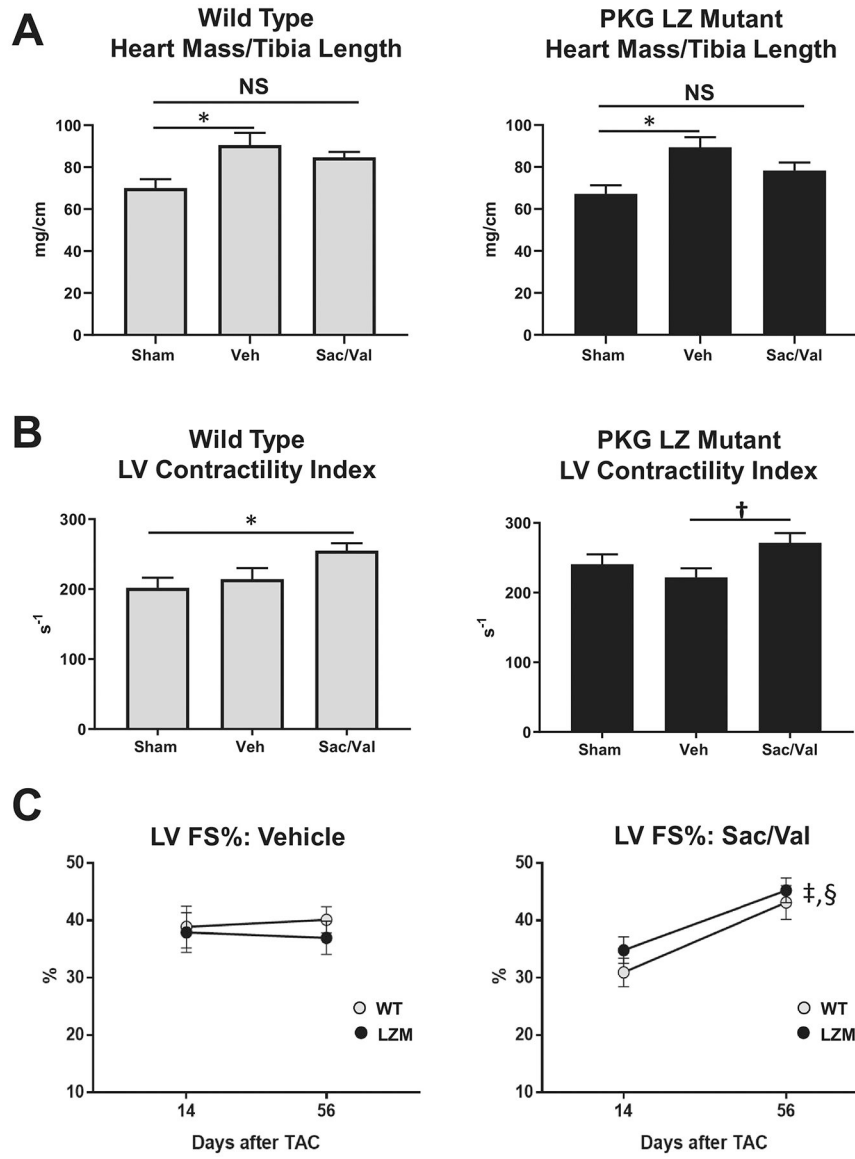 A
Wild Type
Heart Mass/Tibia Length
NS
*
100
80
60
40
20
0
mg/cm
Sham Veh Sac/Val
PKG LZ Mutant
Heart Mass/Tibia Length
NS
*
100
80
60
40
20
0
mg/cm
Sham Veh Sac/Val
B
Wild Type
LV Contractility Index
*
300
200
100
0
s⁻¹
Sham Veh Sac/Val
PKG LZ Mutant
LV Contractility Index
†
300
200
100
0
s⁻¹
Sham Veh Sac/Val
C
LV FS%: Vehicle
50
40
30
20
10
%
WT
LZM
14 56
Days after TAC
LV FS%: Sac/Val
50
40
30
20
10
%
‡,§
WT
LZM
14 56
Days after TAC